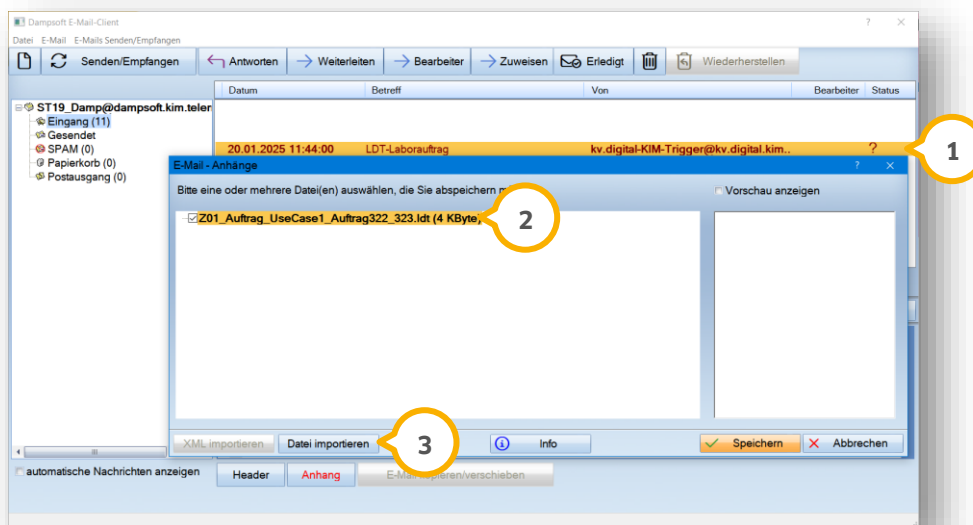 Dampsoft E-Mail-Client
Datei E-Mail E-Mails Senden/Empfangen
Senden/Empfangen Antworten Weiterleiten Bearbeiter Zuweisen Erledigt Wiederherstellen
Datum Betreff Von Bearbeiter Status
ST19_Damp@dampsoft.kim.teler
Eingang (11)
Gesendet
SPAM (0)
20.01.2025 11:44:00 LDT-Laborauftrag kv.digital-KIM-Trigger@kv.digital.kim.. ?
1
Papierkorb (0)
Postausgang (0)
E-Mail - Anhänge
Bitte eine oder mehrere Datei(en) auswählen, die Sie abspeichern
Vorschau anzeigen
Z01_Auftrag_UseCase1_Auftrag322_323.ldt (4 KByte)
2
XML importieren Datei importieren
3
Info Speichern Abbrechen
automatische Nachrichten anzeigen Header Anhang E-Mail kopieren/verschieben